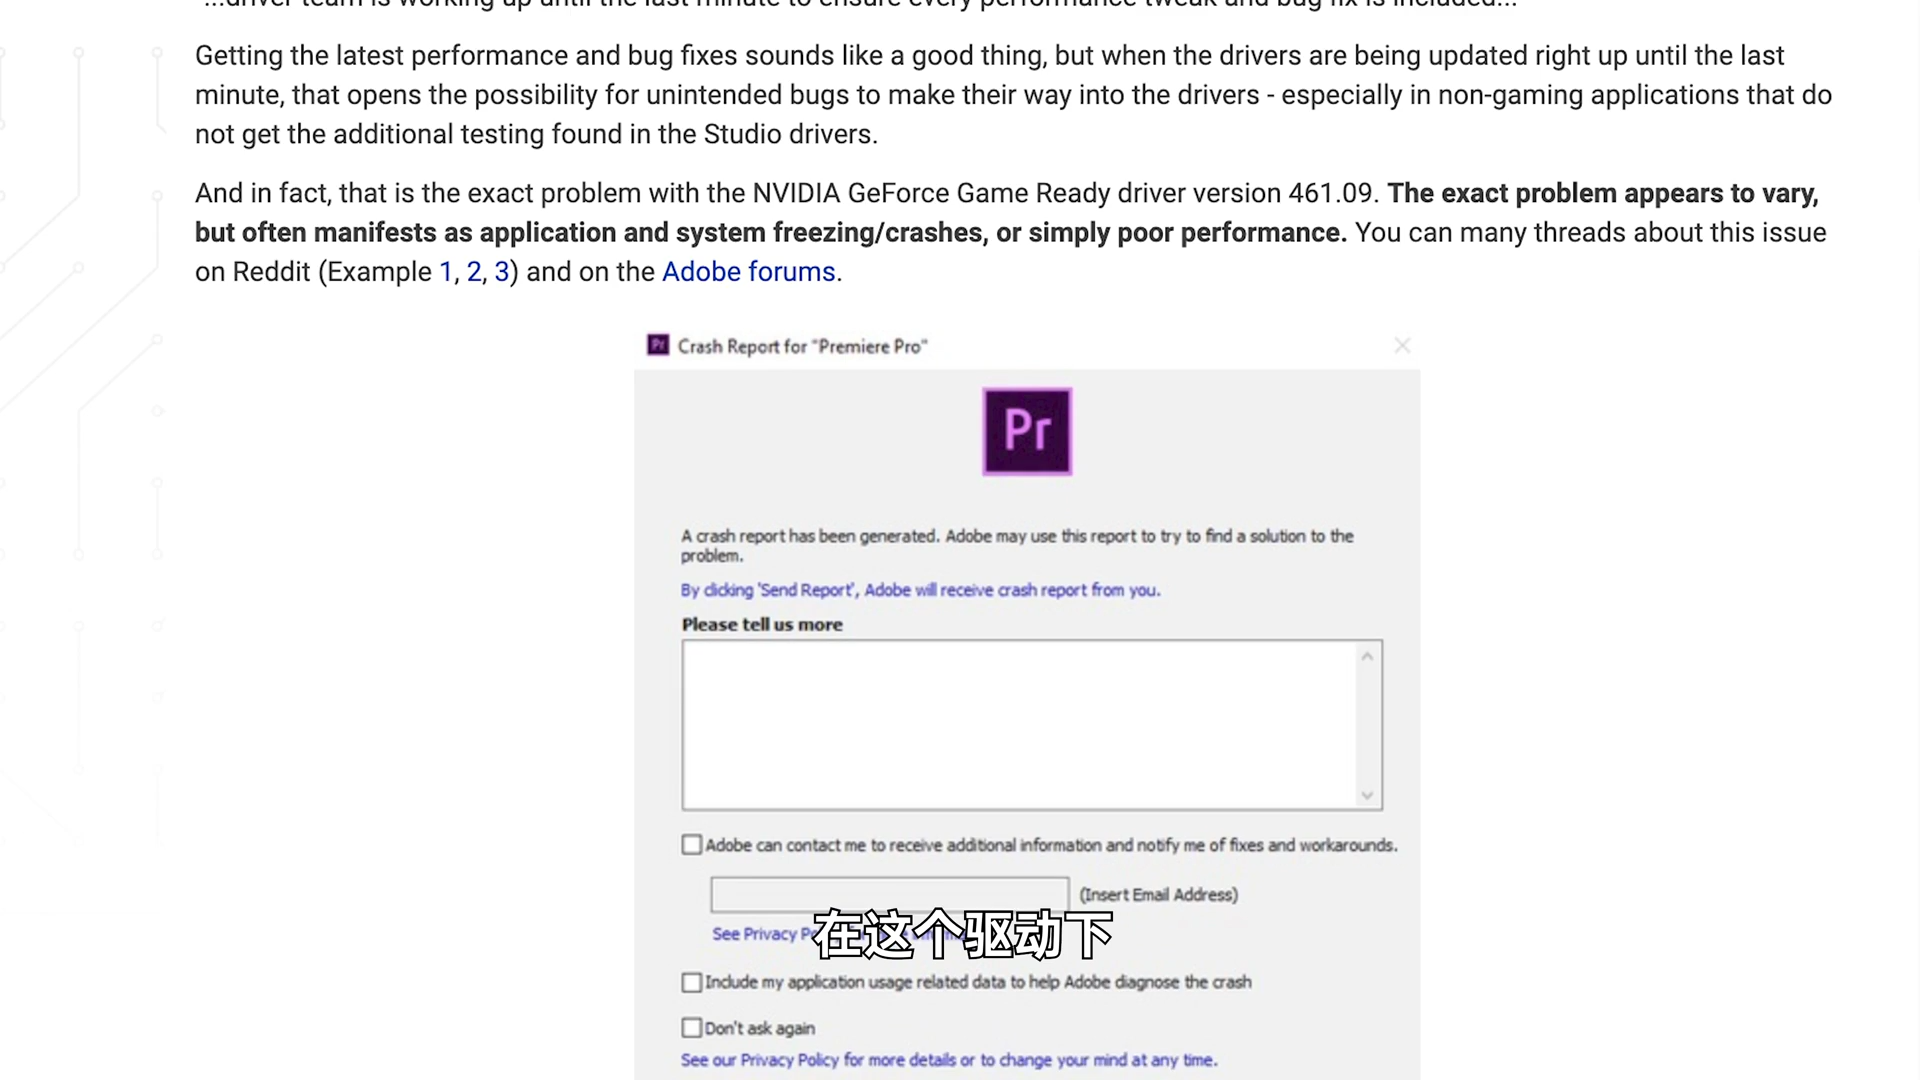 ...driver team is working up until the last minute to ensure every performance tweak and bug fix is included...
Getting the latest performance and bug fixes sounds like a good thing, but when the drivers are being updated right up until the last
minute, that opens the possibility for unintended bugs to make their way into the drivers - especially in non-gaming applications that do
not get the additional testing found in the Studio drivers.
And in fact, that is the exact problem with the NVIDIA GeForce Game Ready driver version 461.09. The exact problem appears to vary,
but often manifests as application and system freezing/crashes, or simply poor performance. You can many threads about this issue
on Reddit (Example 1, 2, 3) and on the Adobe forums.
Pr Crash Report for "Premiere Pro"
Pr
A crash report has been generated. Adobe may use this report to try to find a solution to the
problem.
By clicking 'Send Report', Adobe will receive crash report from you.
Please tell us more
Adobe can contact me to receive additional information and notify me of fixes and workarounds.
(Insert Email Address)
See Privacy
在这个驱动下
Include my application usage related data to help Adobe diagnose the crash
Don't ask again
See our Privacy Policy for more details or to change your mind at any time.